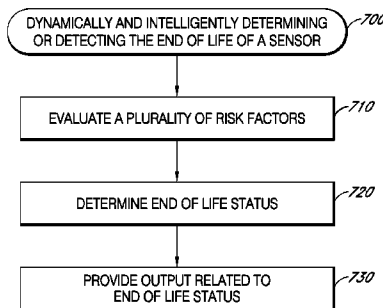 DYNAMICALLY AND INTELLIGENTLY DETERMINING
OR DETECTING THE END OF LIFE OF A SENSOR
700
EVALUATE A PLURALITY OF RISK FACTORS
710
DETERMINE END OF LIFE STATUS
720
PROVIDE OUTPUT RELATED TO
END OF LIFE STATUS
730